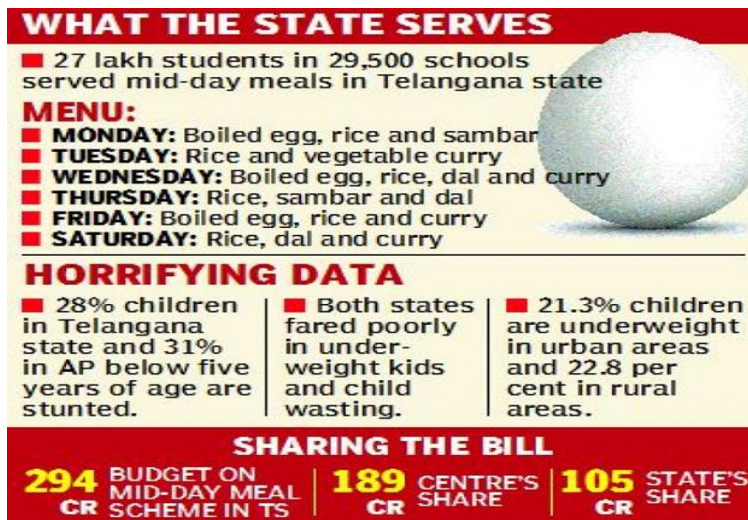 WHAT THE STATE SERVES
■ 27 lakh students in 29,500 schools
served mid-day meals in Telangana state
MENU:
■ MONDAY: Boiled egg, rice and sambar
■ TUESDAY: Rice and vegetable curry
■ WEDNESDAY: Boiled egg, rice, dal and curry
■ THURSDAY: Rice, sambar and dal
■ FRIDAY: Boiled egg, rice and curry
■ SATURDAY: Rice, dal and curry
HORRIFYING DATA
■ 28% children
in Telangana
state and 31%
in AP below five
years of age are
stunted.
■ Both states
fared poorly
in under-
weight kids
and child
wasting.
■ 21.3% children
are underweight
in urban areas
and 22.8 per
cent in rural
areas.
SHARING THE BILL
294 CR
BUDGET ON
MID-DAY MEAL
SCHEME IN TS
189 CR
CENTRE'S
SHARE
105 CR
STATE'S
SHARE